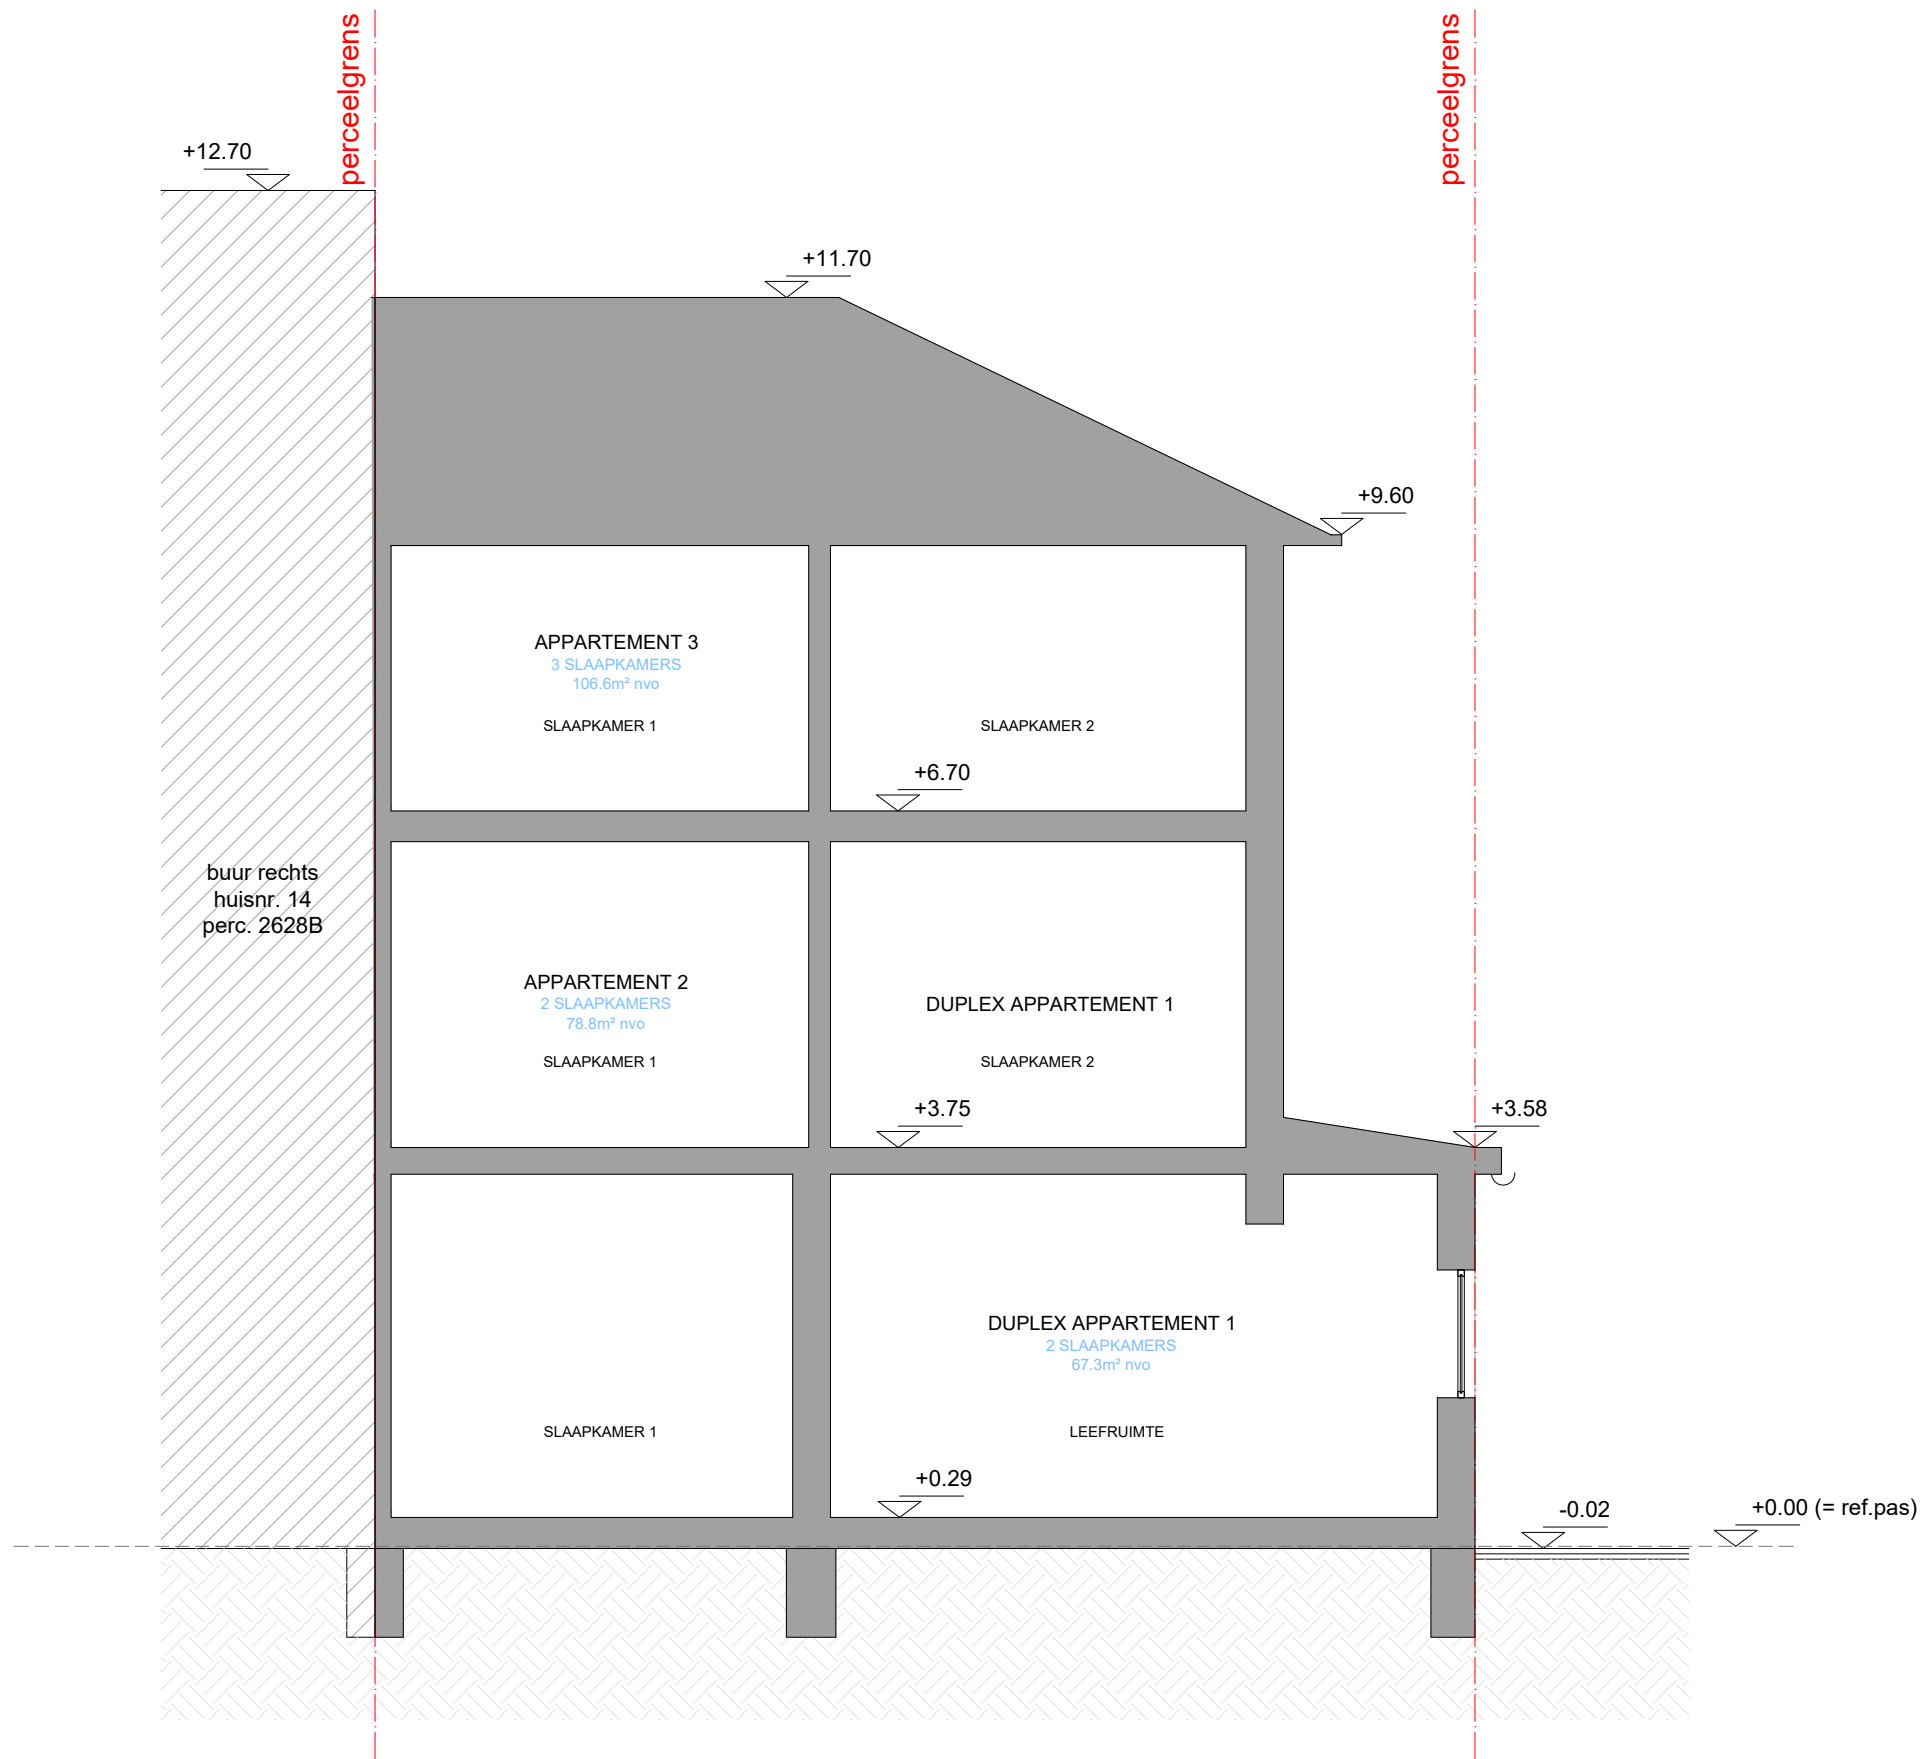 perceelgrens
perceelgrens
+12.70
+11.70
+9.60
APPARTEMENT 3
3 SLAAPKAMERS
106.6m² nvo
SLAAPKAMER 1
SLAAPKAMER 2
+6.70
buur rechts
huisnr. 14
perc. 2628B
APPARTEMENT 2
2 SLAAPKAMERS
78.8m² nvo
SLAAPKAMER 1
DUPLEX APPARTEMENT 1
SLAAPKAMER 2
+3.75
+3.58
DUPLEX APPARTEMENT 1
2 SLAAPKAMERS
67.3m² nvo
SLAAPKAMER 1
LEEFRUIMTE
+0.29
-0.02
+0.00 (= ref.pas)